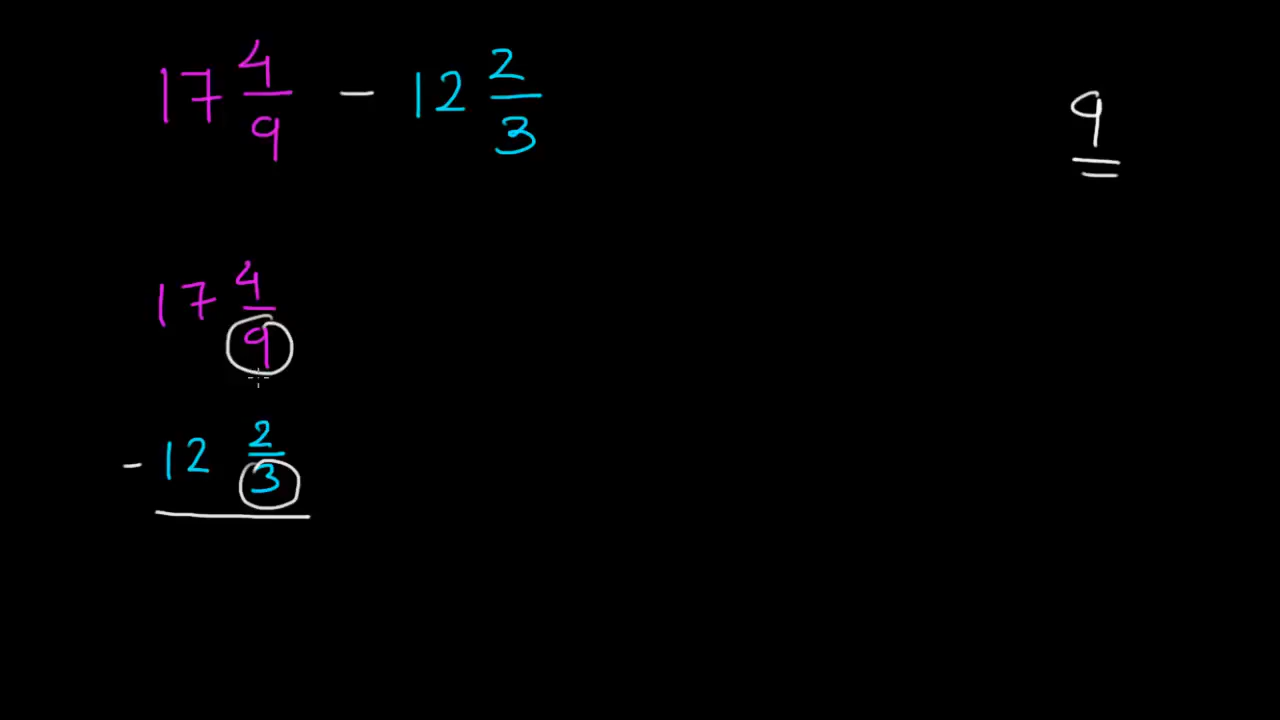 17 4/9 - 12 2/3
9
17 4/9
- 12 2/3